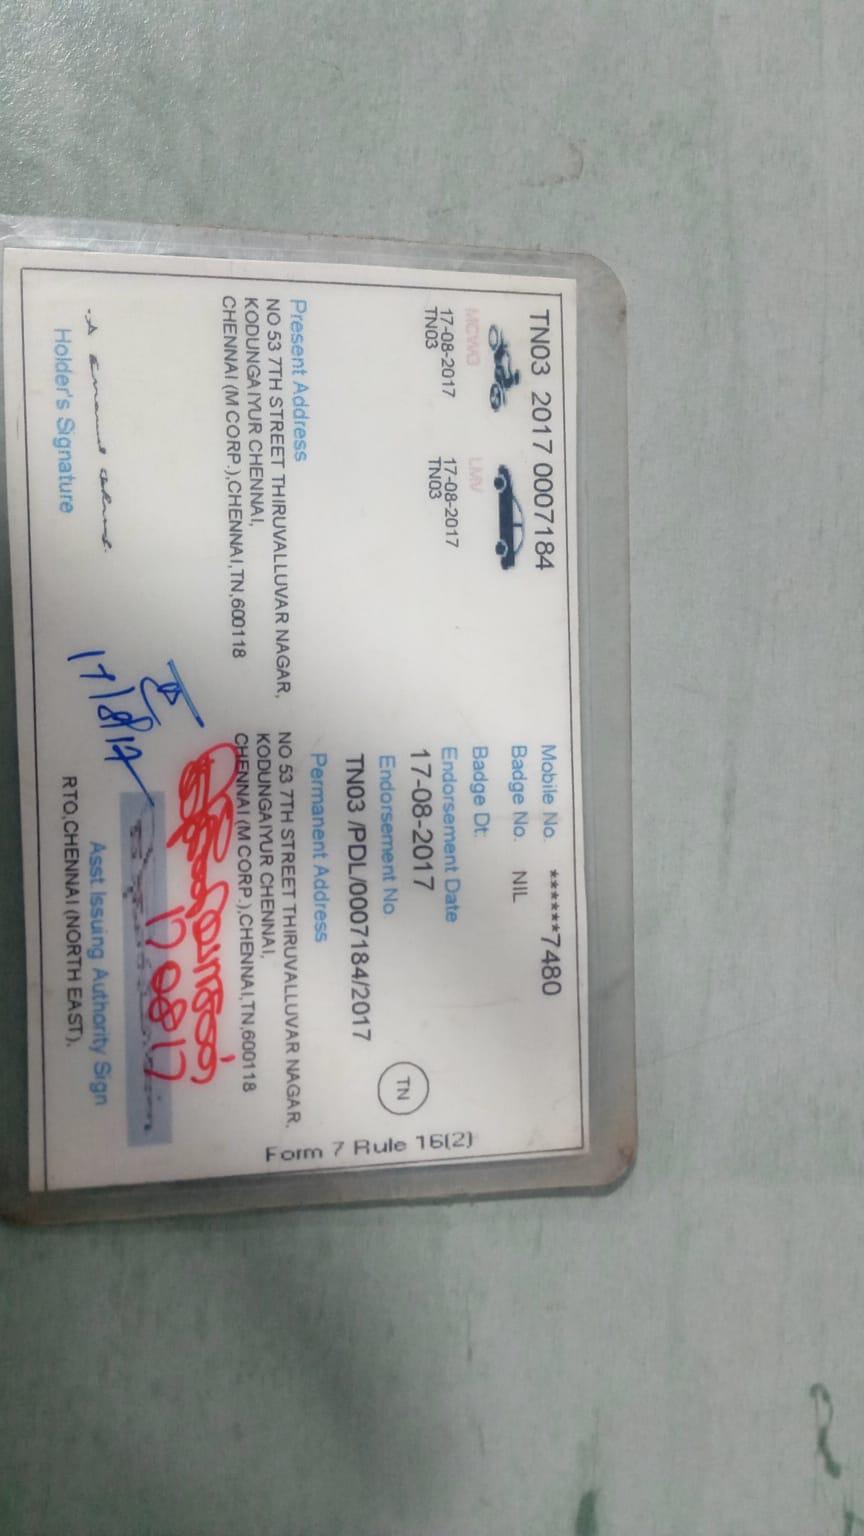 TN03 2017 0007184
MCWG
17-08-2017
TN03
LMV
17-08-2017
TN03
Mobile No. ******7480
Badge No. NIL
Badge Dt.
Endorsement Date
17-08-2017
Endorsement No.
TN03 /PDL/0007184/2017
TN
Present Address
NO 53 7TH STREET THIRUVALLUVAR NAGAR,
KODUNGAIYUR CHENNAI,
CHENNAI (M CORP.),CHENNAI,TN,600118
Permanent Address
NO 53 7TH STREET THIRUVALLUVAR NAGAR,
KODUNGAIYUR CHENNAI,
CHENNAI (M CORP.),CHENNAI,TN,600118
Holder's Signature
17/8/17
17 08 17
Asst Issuing Authority Sign
RTO,CHENNAI (NORTH EAST).
Form 7 Rule 16(2)